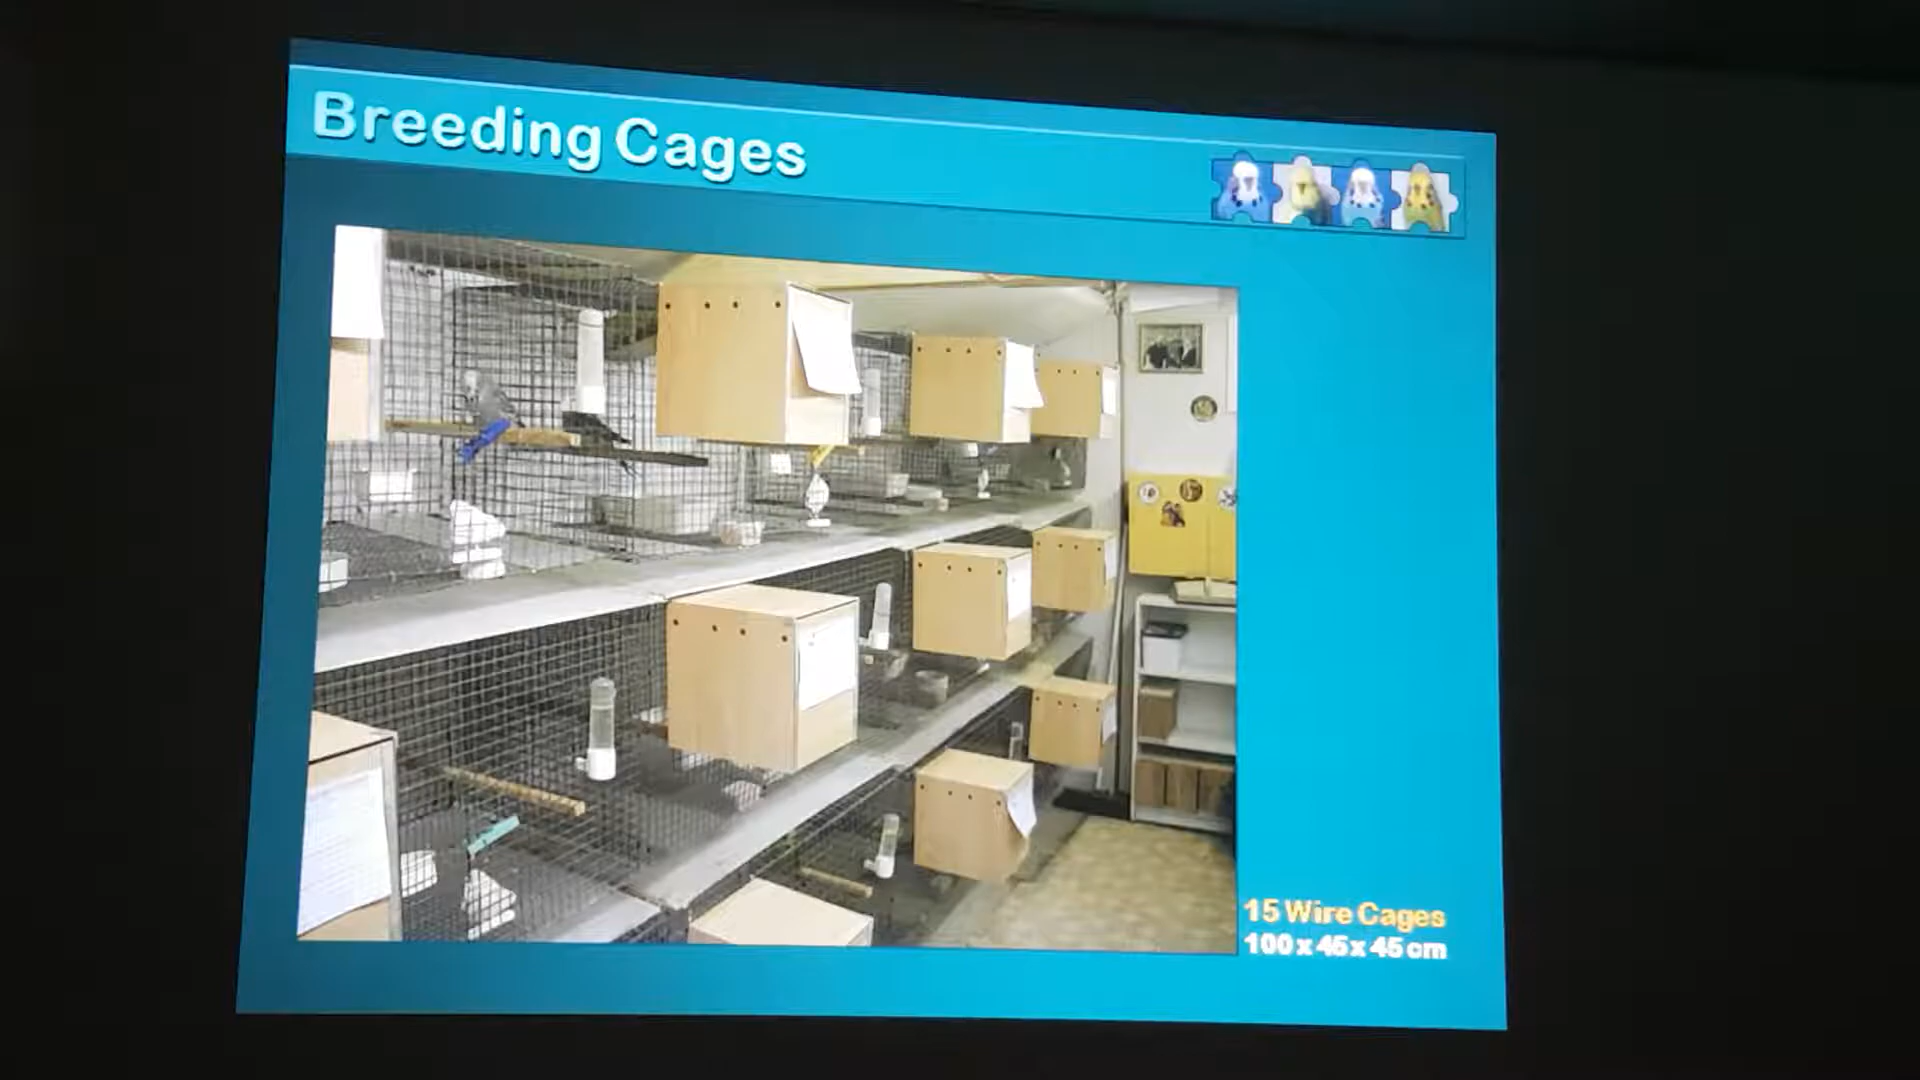 Breeding Cages
15 Wire Cages
100 x 45 x 45 cm